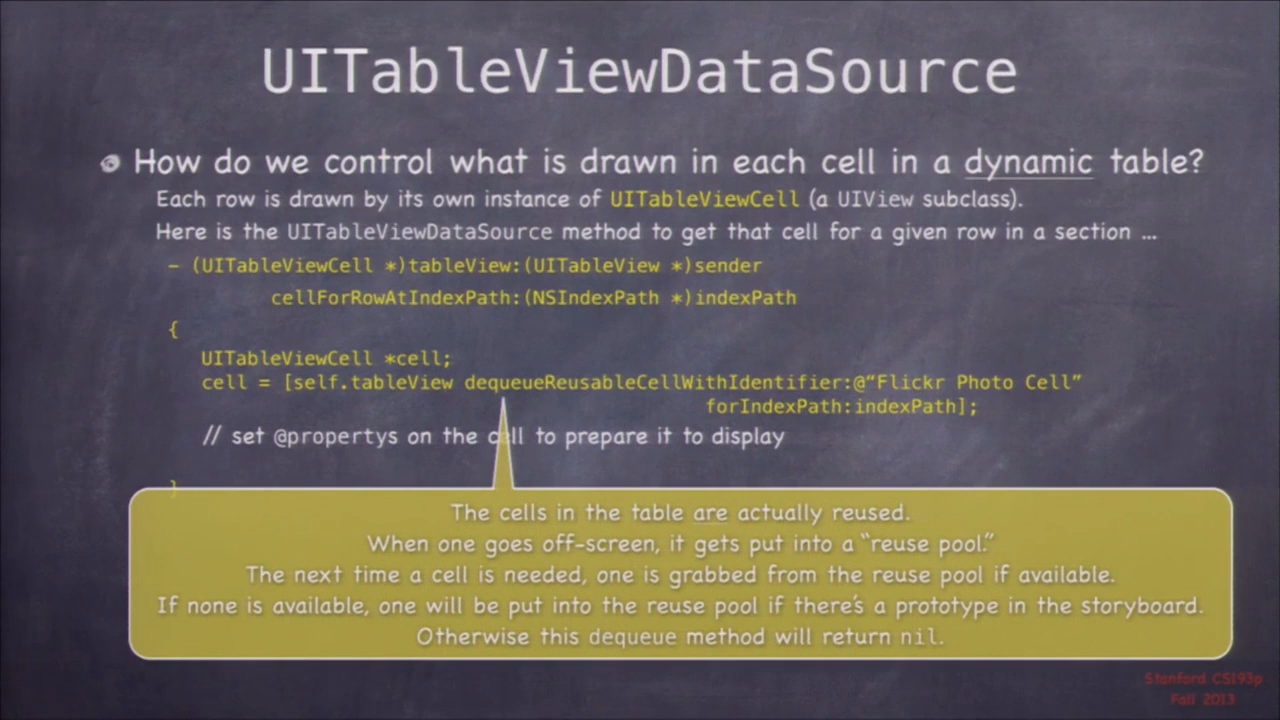 UITableViewDataSource
How do we control what is drawn in each cell in a dynamic table?
Each row is drawn by its own instance of UITableViewCell (a UIView subclass).
Here is the UITableViewDataSource method to get that cell for a given row in a section ...
- (UITableViewCell *)tableView:(UITableView *)sender
cellForRowAtIndexPath:(NSIndexPath *)indexPath
{
UITableViewCell *cell;
cell = [self.tableView dequeueReusableCellWithIdentifier:@“Flickr Photo Cell”
forIndexPath:indexPath];
// set @propertys on the cell to prepare it to display
}
The cells in the table are actually reused.
When one goes off-screen, it gets put into a “reuse pool.”
The next time a cell is needed, one is grabbed from the reuse pool if available.
If none is available, one will be put into the reuse pool if there's a prototype in the storyboard.
Otherwise this dequeue method will return nil.
Stanford CS193p
Fall 2013